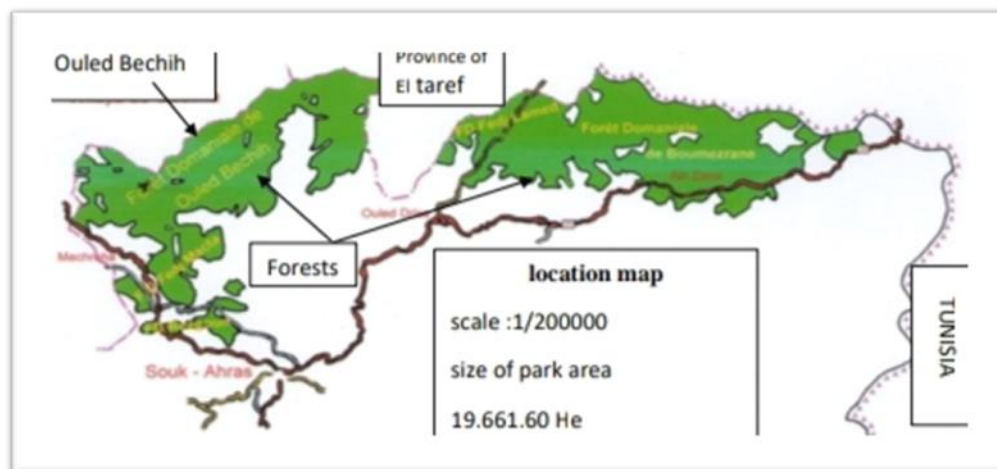 Ouled Bechih
Province of
El taref
Forêt Domaniale de
Ouled Bechih
Forêt Domaniale
de Boumezrane
Ouled
Forests
Souk - Ahras
location map
scale :1/200000
size of park area
19.661.60 He
TUNISIA